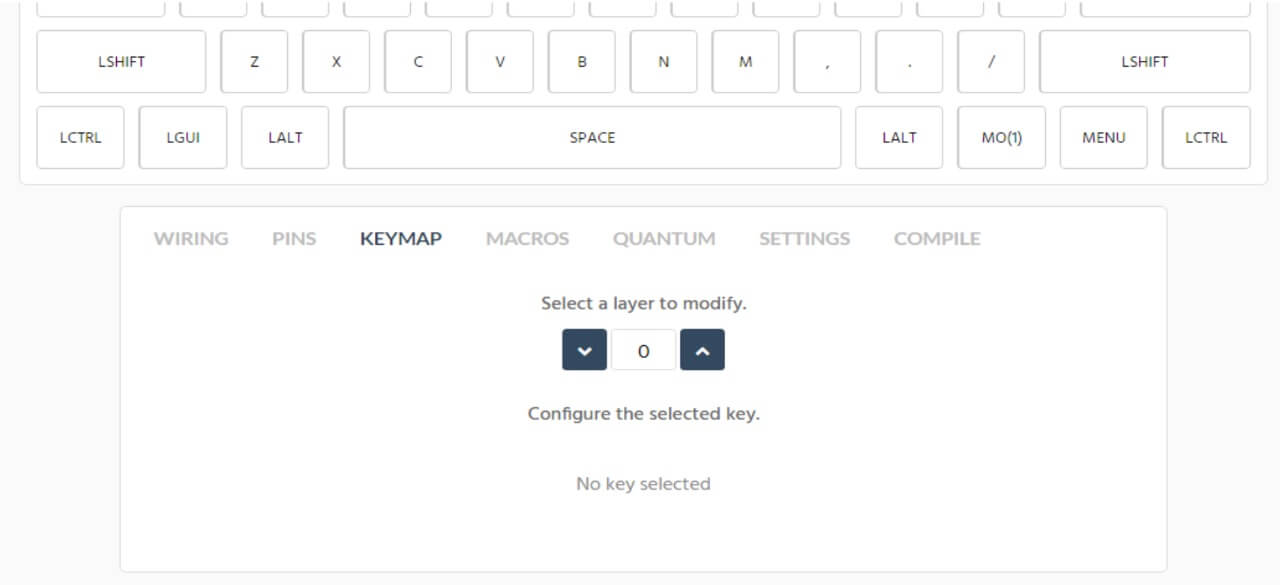 LSHIFT Z X C V B N M , . / LSHIFT
LCTRL LGUI LALT SPACE LALT MO(1) MENU LCTRL
WIRING PINS KEYMAP MACROS QUANTUM SETTINGS COMPILE
Select a layer to modify.
0
Configure the selected key.
No key selected